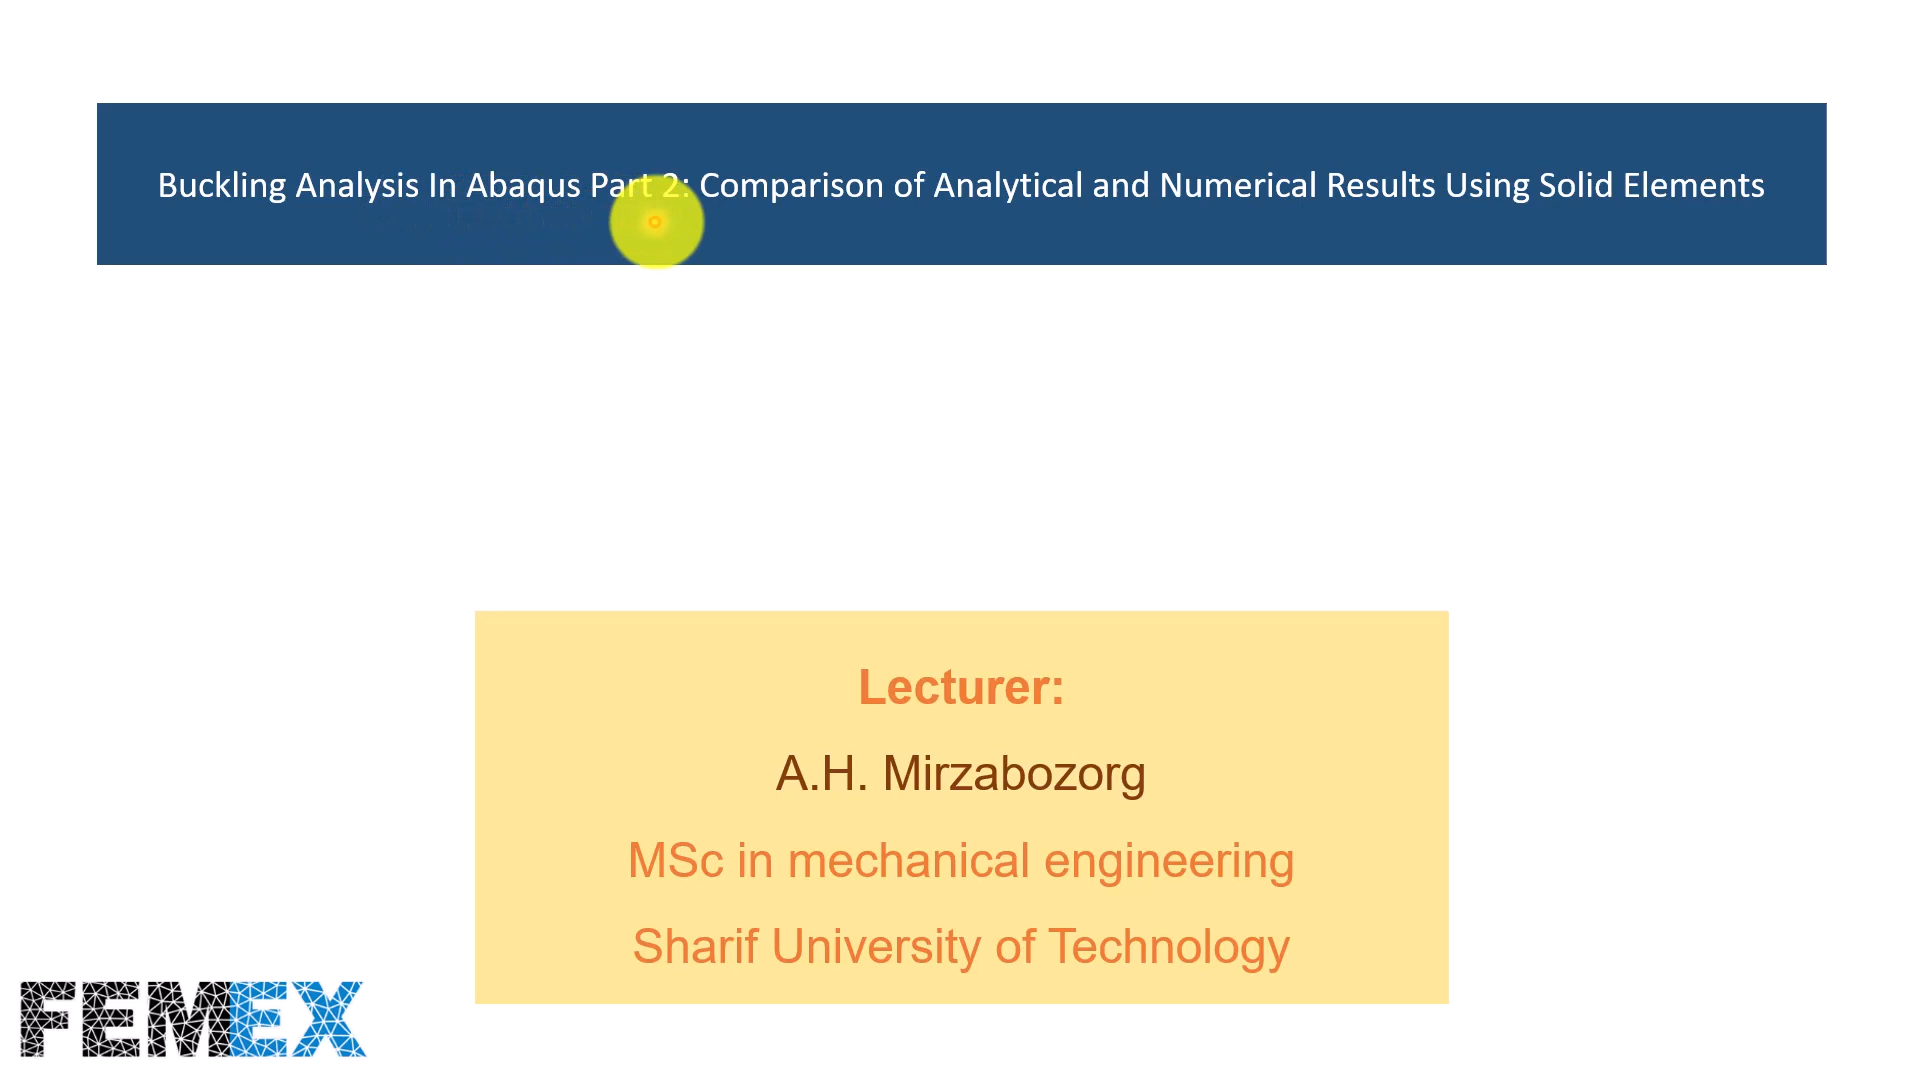 Buckling Analysis In Abaqus Part 2: Comparison of Analytical and Numerical Results Using Solid Elements
Lecturer:
A.H. Mirzabozorg
MSc in mechanical engineering
Sharif University of Technology
FEMEX